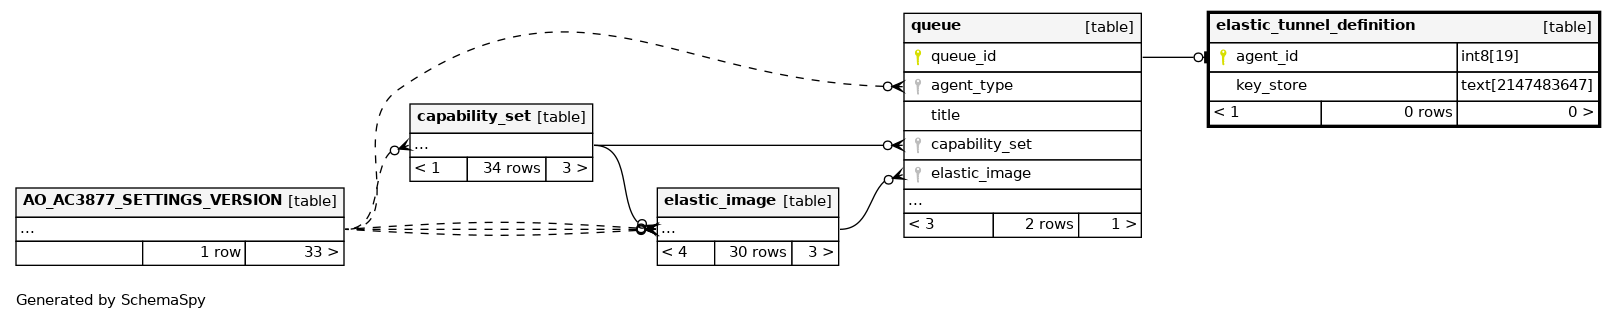 queue [table]
queue_id
agent_type
title
capability_set
elastic_image
...
< 3 2 rows 1 >
elastic_tunnel_definition [table]
agent_id int8[19]
key_store text[2147483647]
< 1 0 rows 0 >
capability_set [table]
...
< 1 34 rows 3 >
AO_AC3877_SETTINGS_VERSION [table]
...
1 row 33 >
elastic_image [table]
...
< 4 30 rows 3 >
Generated by SchemaSpy